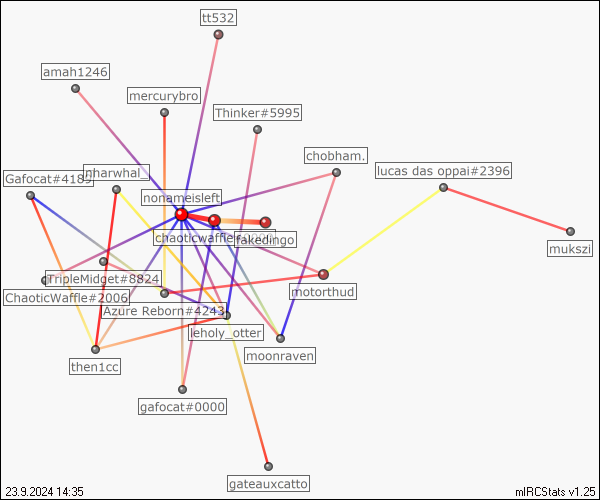 tt532
amah1246
mercurybro
Thinker#5995
chobham.
nharwhal_
lucas das oppai#2396
Gafocat#4189
nonameisleft
chaoticwaffle
fakedingo
mukszi
TripleMidget#8824
motorthud
ChaoticWaffle#2006
Azure Reborn#4243
leholy_otter
moonraven
then1cc
gafocat#0000
gateauxcatto
23.9.2024 14:35
mIRCStats v1.25